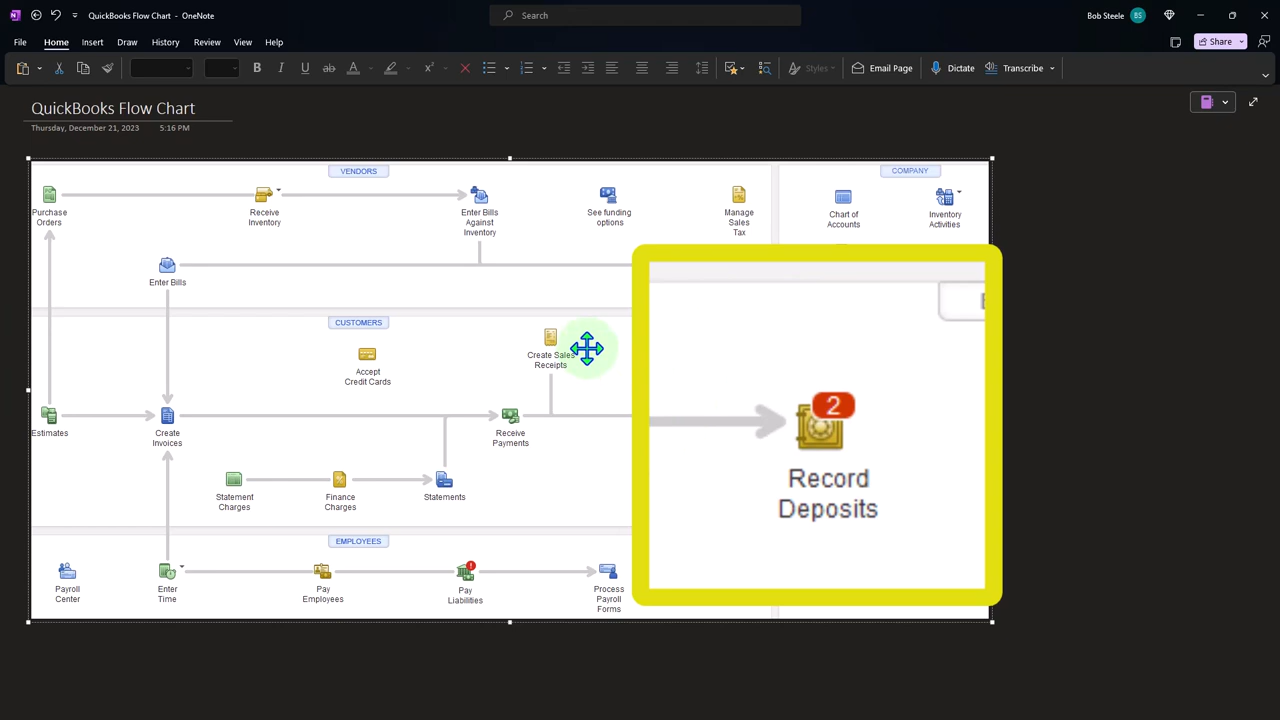 QuickBooks Flow Chart - OneNote
Search
Bob Steele
BS
File
Home
Insert
Draw
History
Review
View
Help
Share
B
I
U
ab
A
x
Styles
Email Page
Dictate
Transcribe
QuickBooks Flow Chart
Thursday, December 21, 2023
5:16 PM
VENDORS
COMPANY
Purchase
Orders
Receive
Inventory
Enter Bills
Against
Inventory
See funding
options
Manage
Sales
Tax
Chart of
Accounts
Inventory
Activities
Enter Bills
CUSTOMERS
Accept
Credit Cards
Create Sales
Receipts
Estimates
Create
Invoices
Receive
Payments
2
Record
Deposits
Statement
Charges
Finance
Charges
Statements
EMPLOYEES
Payroll
Center
Enter
Time
Pay
Employees
Pay
Liabilities
Process
Payroll
Forms